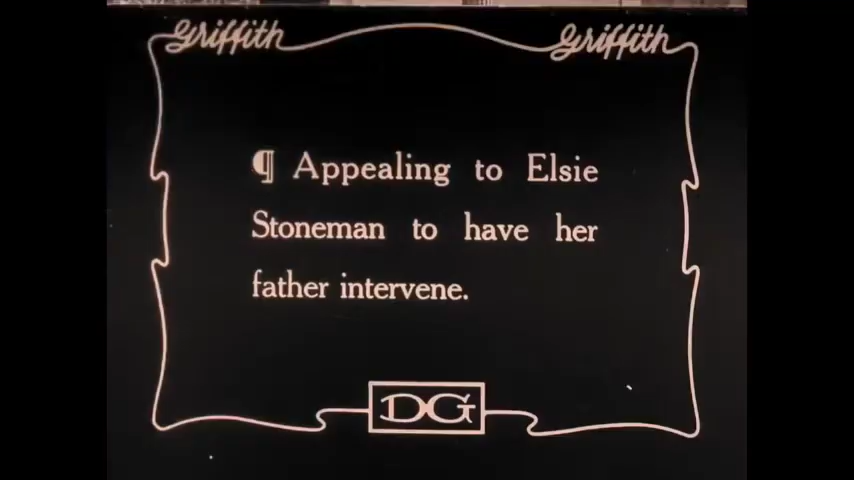 Griffith Griffith
¶ Appealing to Elsie
Stoneman to have her
father intervene.
DG